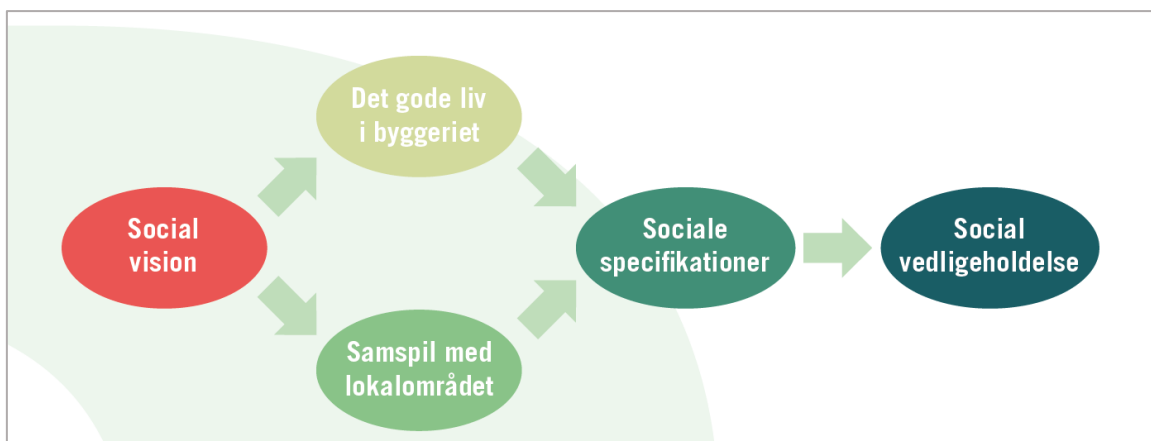 Det gode liv
i byggeriet
Social
vision
Sociale
specifikationer
Social
vedligeholdelse
Samspil med
lokalområdet